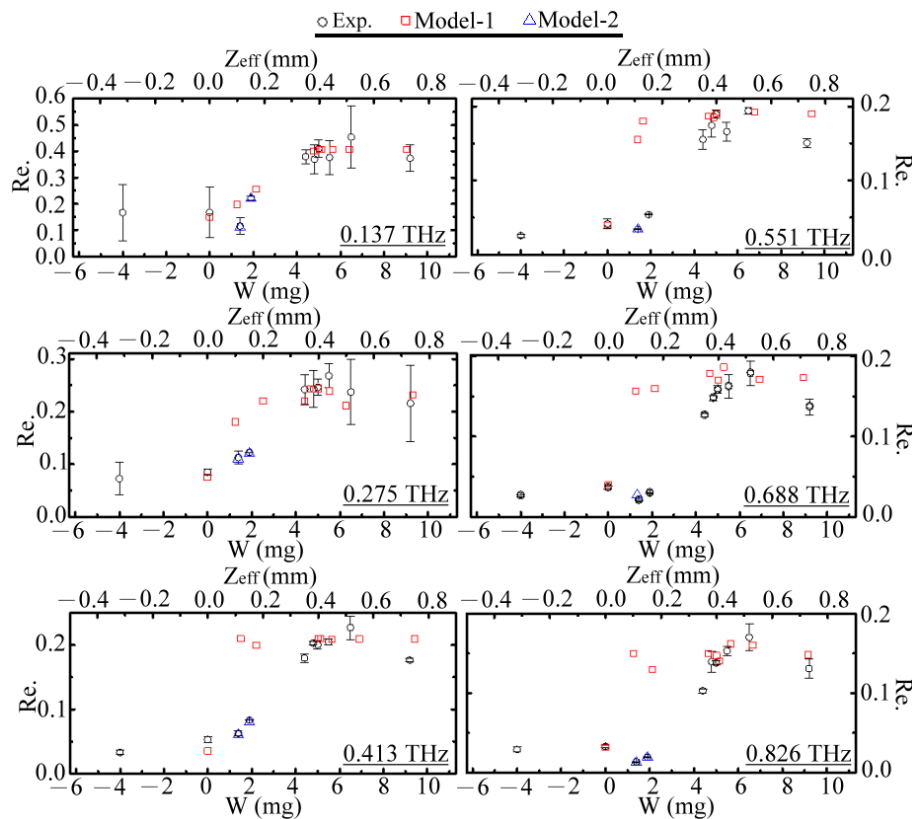 Exp. Model-1 Model-2
Zeff (mm) Zeff (mm)
−0.4 −0.2 0.0 0.2 0.4 0.6 0.8 −0.4 −0.2 0.0 0.2 0.4 0.6 0.8
0.6
0.5
0.4
0.3
0.2
0.1
0.0
Re.
0.137 THz
−6 −4 −2 0 2 4 6 8 10
W (mg)
0.2
0.1
0.0
Re.
0.551 THz
−6 −4 −2 0 2 4 6 8 10
W (mg)
Zeff (mm) Zeff (mm)
−0.4 −0.2 0.0 0.2 0.4 0.6 0.8 −0.4 −0.2 0.0 0.2 0.4 0.6 0.8
0.3
0.2
0.1
0.0
Re.
0.275 THz
−6 −4 −2 0 2 4 6 8 10
W (mg)
0.2
0.1
0.0
Re.
0.688 THz
−6 −4 −2 0 2 4 6 8 10
W (mg)
Zeff (mm) Zeff (mm)
−0.4 −0.2 0.0 0.2 0.4 0.6 0.8 −0.4 −0.2 0.0 0.2 0.4 0.6 0.8
0.2
0.1
0.0
Re.
0.413 THz
−6 −4 −2 0 2 4 6 8 10
W (mg)
0.2
0.1
0.0
Re.
0.826 THz
−6 −4 −2 0 2 4 6 8 10
W (mg)